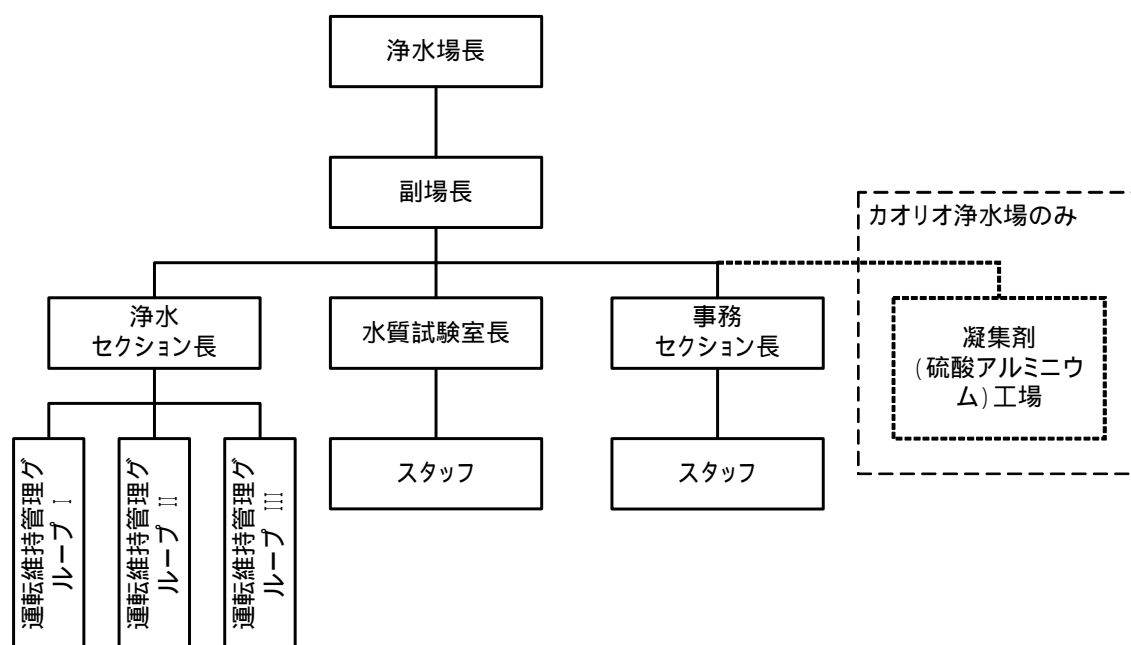 浄水場長
副場長
カオリオ浄水場のみ
浄水
セクション長
水質試験室長
事務
セクション長
凝集剤
(硫酸アルミニウ
ム)工場
運転維持管理グ
ループ I
運転維持管理グ
ループ II
運転維持管理グ
ループ III
スタッフ
スタッフ